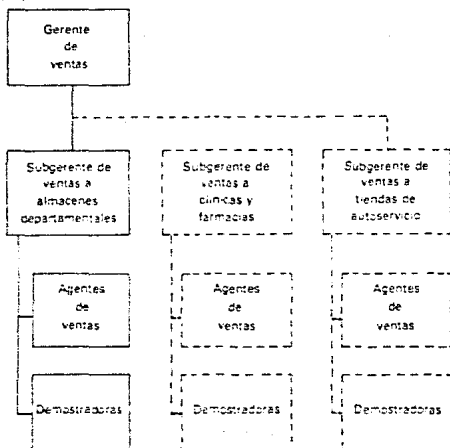 Gerente
de
ventas
Subgerente de
ventas a
almacenes
departamentales
Subgerente de
ventas a
clínicas y
farmacias
Subgerente de
ventas a
tiendas de
autoservicio
Agentes
de
ventas
Agentes
de
ventas
Agentes
de
ventas
Demostradoras
Demostradoras
Demostradoras